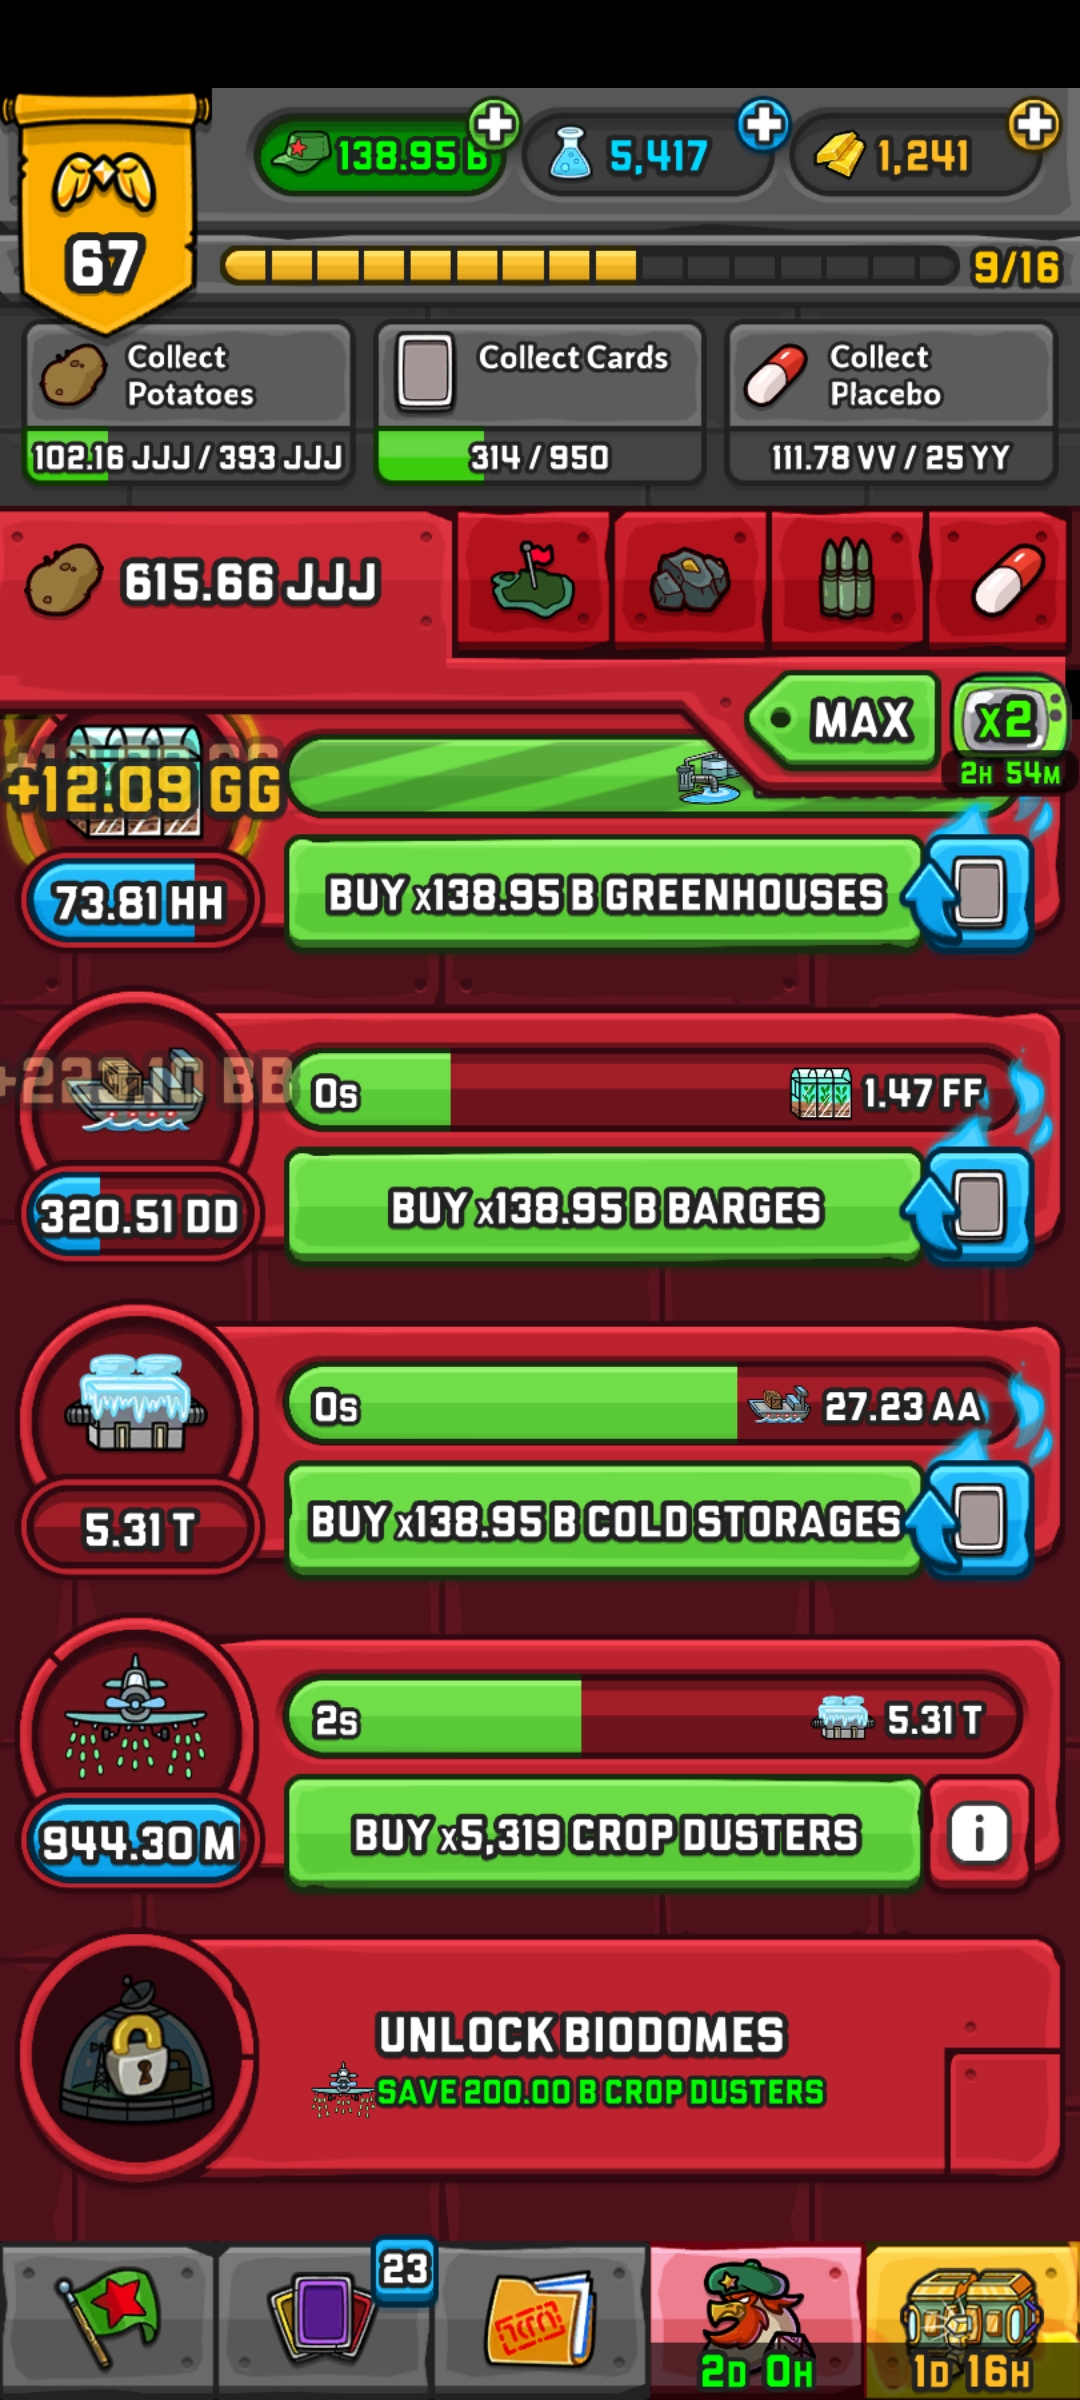 138.95 B
5,417
1,241
67
9/16
Collect Potatoes
102.16 JJJ / 393 JJJ
Collect Cards
314 / 950
Collect Placebo
111.78 VV / 25 YY
615.66 JJJ
MAX
x2
2H 54M
+12.09 GG
73.81 HH
BUY x138.95 B GREENHOUSES
0s
1.47 FF
320.51 DD
BUY x138.95 B BARGES
0s
27.23 AA
5.31 T
BUY x138.95 B COLD STORAGES
2s
5.31 T
944.30 M
BUY x5,319 CROP DUSTERS
i
UNLOCK BIODOMES
SAVE 200.00 B CROP DUSTERS
23
2D 0H
1D 16H